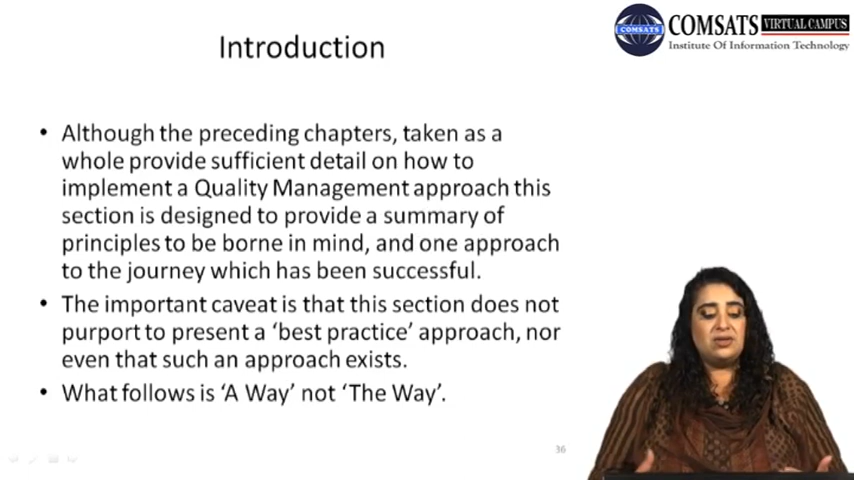 Introduction
COMSATS VIRTUAL CAMPUS
COMSATS
Institute Of Information Technology
• Although the preceding chapters, taken as a
whole provide sufficient detail on how to
implement a Quality Management approach this
section is designed to provide a summary of
principles to be borne in mind, and one approach
to the journey which has been successful.
• The important caveat is that this section does not
purport to present a ‘best practice’ approach, nor
even that such an approach exists.
• What follows is ‘A Way’ not ‘The Way’.
36